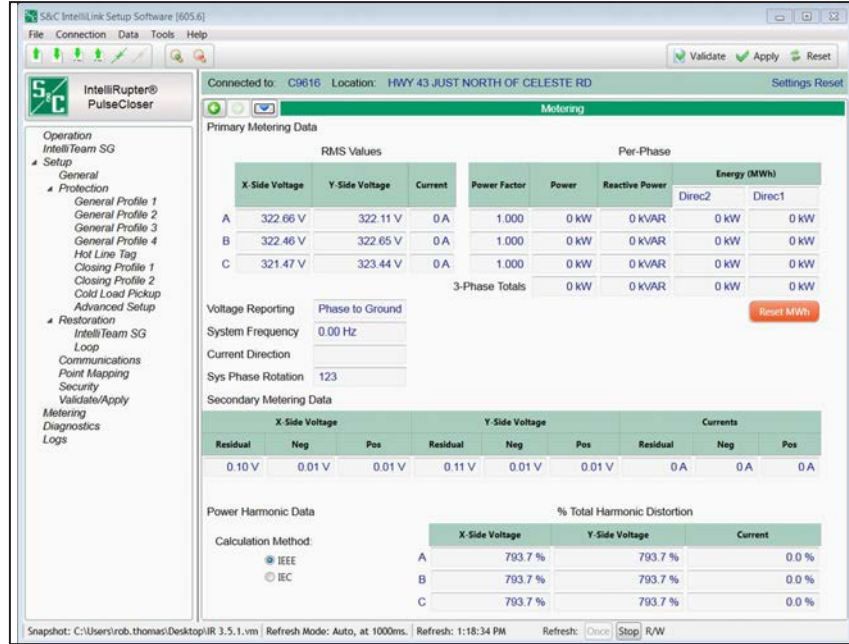 S&C IntelliLink Setup Software [605.6]
File Connection Data Tools Help
Validate Apply Reset
S&C IntelliRupter®
PulseCloser
Connected to: C9616 Location: HWY 43 JUST NORTH OF CELESTE RD Settings Reset
Metering
Operation
IntelliTeam SG
Setup
General
Protection
General Profile 1
General Profile 2
General Profile 3
General Profile 4
Hot Line Tag
Closing Profile 1
Closing Profile 2
Cold Load Pickup
Advanced Setup
Restoration
IntelliTeam SG
Loop
Communications
Point Mapping
Security
Validate/Apply
Metering
Diagnostics
Logs
Primary Metering Data
RMS Values Per-Phase
X-Side Voltage Y-Side Voltage Current Power Factor Power Reactive Power Energy (MWh)
Direc2 Direc1
A 322.66 V 322.11 V 0 A 1.000 0 kW 0 kVAR 0 kW 0 kW
B 322.46 V 322.65 V 0 A 1.000 0 kW 0 kVAR 0 kW 0 kW
C 321.47 V 323.44 V 0 A 1.000 0 kW 0 kVAR 0 kW 0 kW
3-Phase Totals 0 kW 0 kVAR 0 kW 0 kW
Voltage Reporting Phase to Ground
Reset MWh
System Frequency 0.00 Hz
Current Direction
Sys Phase Rotation 123
Secondary Metering Data
X-Side Voltage Y-Side Voltage Currents
Residual Neg Pos Residual Neg Pos Residual Neg Pos
0.10 V 0.01 V 0.01 V 0.11 V 0.01 V 0.01 V 0 A 0 A 0 A
Power Harmonic Data % Total Harmonic Distortion
Calculation Method:
IEEE
IEC
X-Side Voltage Y-Side Voltage Current
A 793.7 % 793.7 % 0.0 %
B 793.7 % 793.7 % 0.0 %
C 793.7 % 793.7 % 0.0 %
Snapshot: C:\Users\rob.thomas\Desktop\IR 3.5.1.vm Refresh Mode: Auto, at 1000ms. Refresh: 1:18:34 PM Refresh: Once Stop R/W